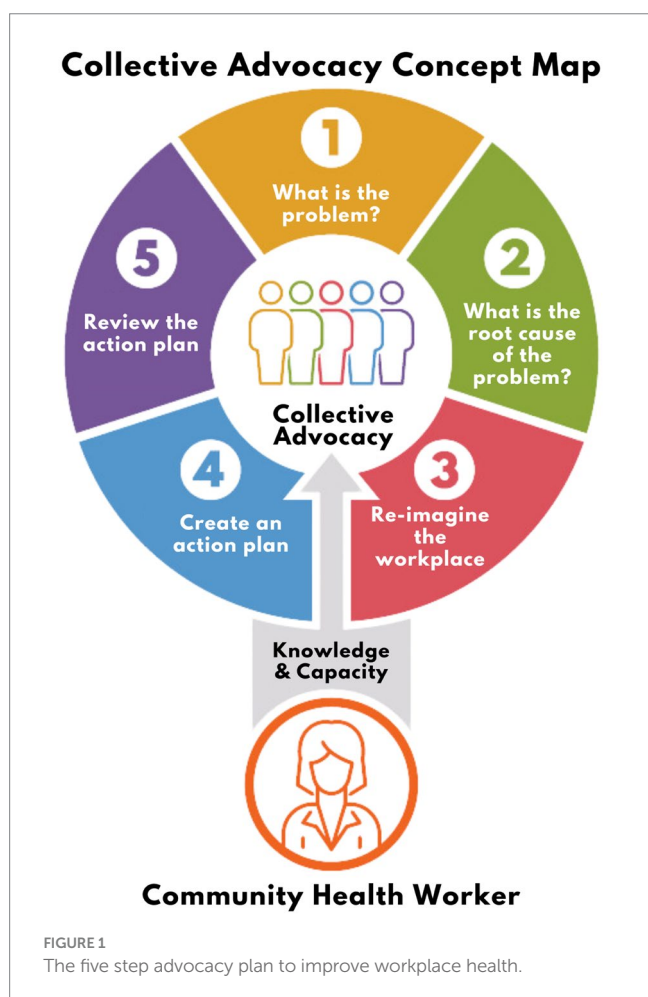 Collective Advocacy Concept Map
1
What is the
problem?
2
What is the
root cause
of the
problem?
3
Re-imagine
the
workplace
4
Create an
action plan
5
Review the
action plan
Collective
Advocacy
Knowledge
& Capacity
Community Health Worker
FIGURE 1
The five step advocacy plan to improve workplace health.